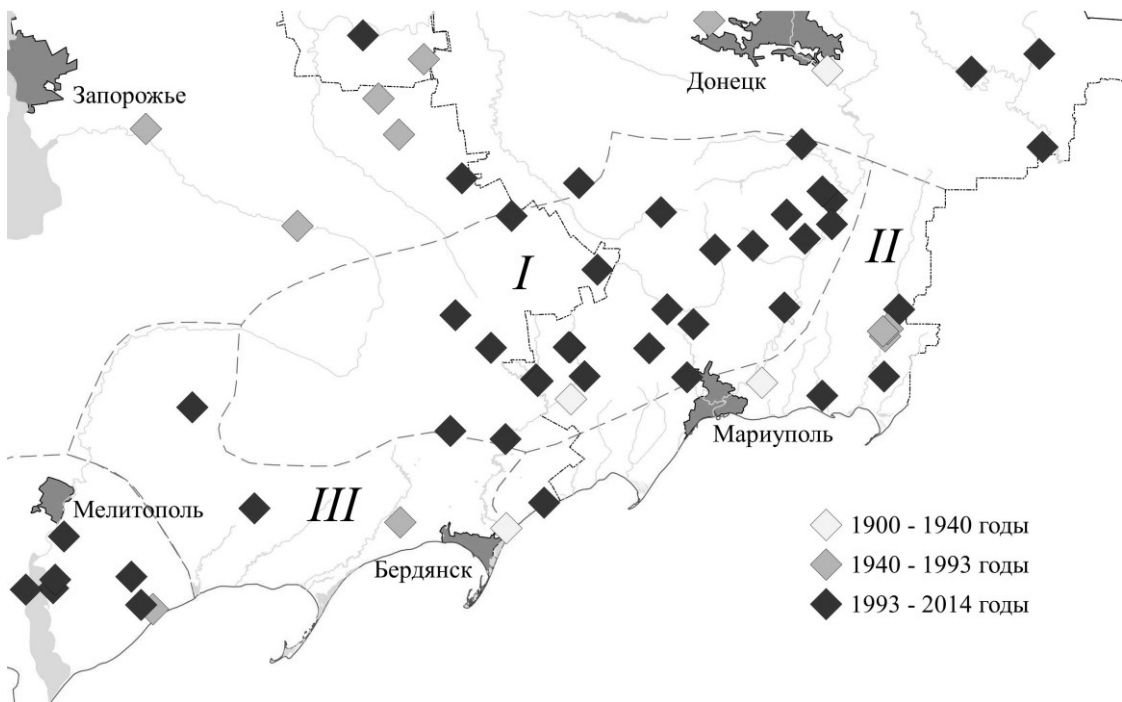 Донецк
Запорожье
I
II
Мариуполь
III
Мелитополь
Бердянск
1900 - 1940 годы
1940 - 1993 годы
1993 - 2014 годы